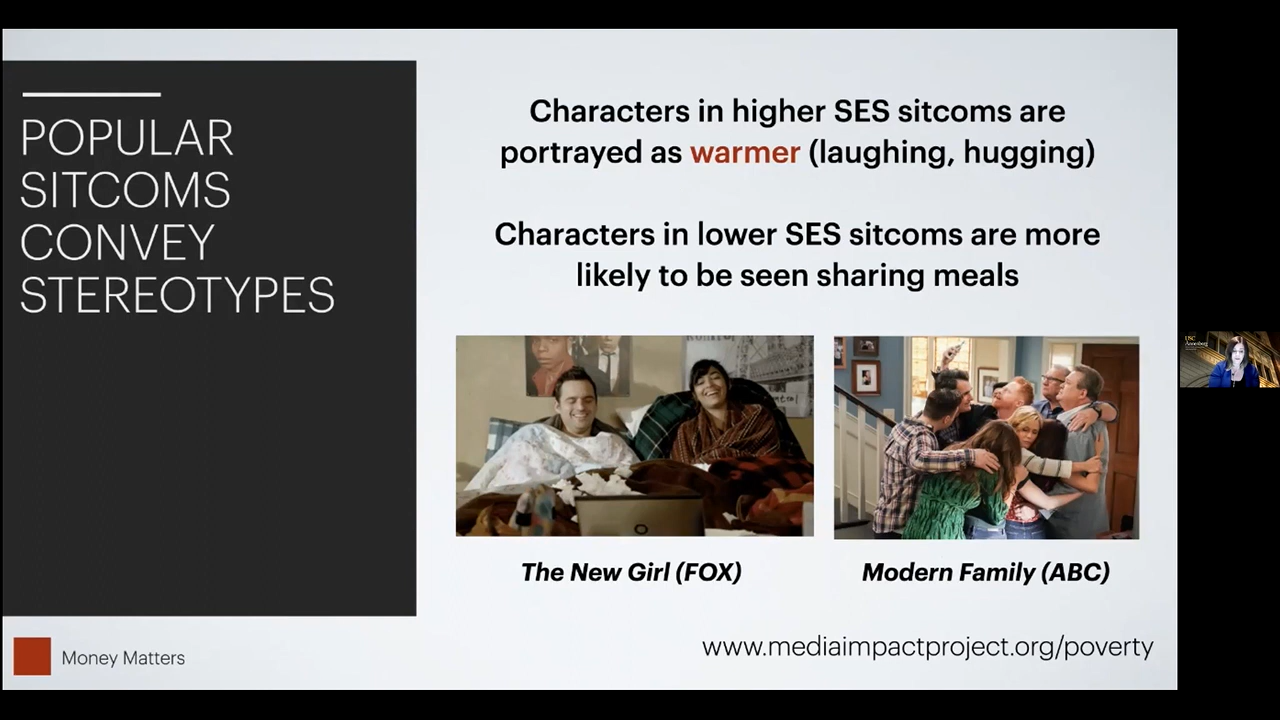 POPULAR
SITCOMS
CONVEY
STEREOTYPES
Characters in higher SES sitcoms are
portrayed as warmer (laughing, hugging)
Characters in lower SES sitcoms are more
likely to be seen sharing meals
The New Girl (FOX)
Modern Family (ABC)
Money Matters
www.mediaimpactproject.org/poverty
USC
Annenberg